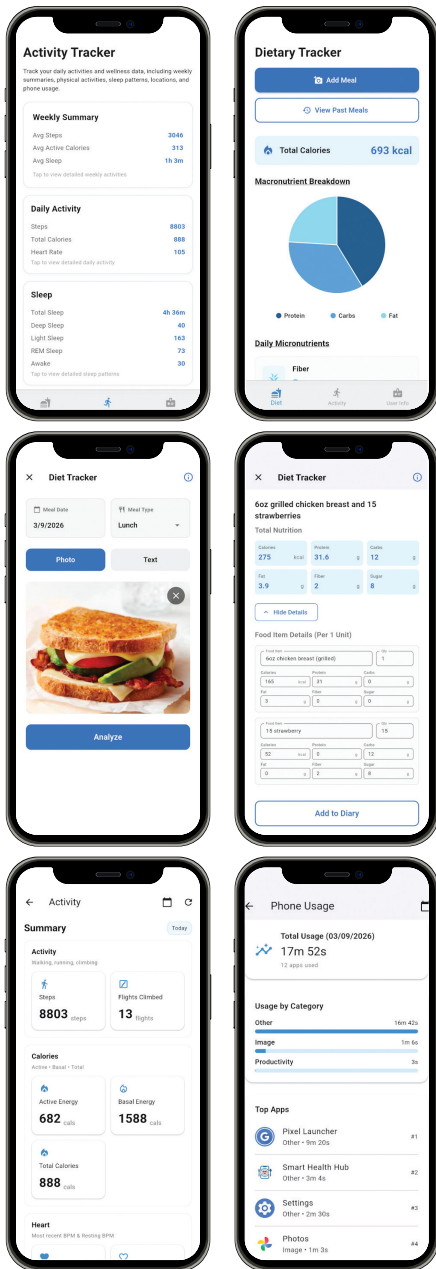 Activity Tracker
Track your daily activities and wellness data, including weekly
summaries, physical activities, sleep patterns, locations, and
phone usage.
Weekly Summary
Avg Steps 3046
Avg Active Calories 313
Avg Sleep 1h 3m
Tap to view detailed weekly activities
Daily Activity
Steps 8803
Total Calories 888
Heart Rate 105
Tap to view detailed daily activity
Sleep
Total Sleep 4h 36m
Deep Sleep 40
Light Sleep 163
REM Sleep 73
Awake 30
Tap to view detailed sleep patterns
Dietary Tracker
Add Meal
View Past Meals
Total Calories 693 kcal
Macronutrient Breakdown
Protein Carbs Fat
Daily Micronutrients
Fiber
Diet Activity User Info
Diet Tracker
Meal Date Meal Type
3/9/2026 Lunch
Photo Text
Analyze
Diet Tracker
6oz grilled chicken breast and 15
strawberries
Total Nutrition
Calories Protein Carbs
275 kcal 31.6 g 12 g
Fat Fiber Sugar
3.9 g 2 g 8 g
Hide Details
Food Item Details (Per 1 Unit)
Food Item Qty
6oz chicken breast (grilled) 1
Calories Protein Carbs
165 kcal 31 g 0 g
Fat Fiber Sugar
3 g 0 g 0 g
Food Item Qty
15 strawberry 15
Calories Protein Carbs
52 kcal 0 g 12 g
Fat Fiber Sugar
0 g 2 g 8 g
Add to Diary
Activity
Summary Today
Activity
Walking, running, climbing
Steps Flights Climbed
8803 steps 13 flights
Calories
Active • Basal • Total
Active Energy Basal Energy
682 cals 1588 cals
Total Calories
888 cals
Heart
Most recent BPM & Resting BPM
Phone Usage
Total Usage (03/09/2026)
17m 52s
12 apps used
Usage by Category
Other 16m 42s
Image 1m 6s
Productivity 3s
Top Apps
Pixel Launcher
Other • 9m 20s #1
Smart Health Hub
Other • 3m 4s #2
Settings
Other • 2m 30s #3
Photos
Image • 1m 3s #4